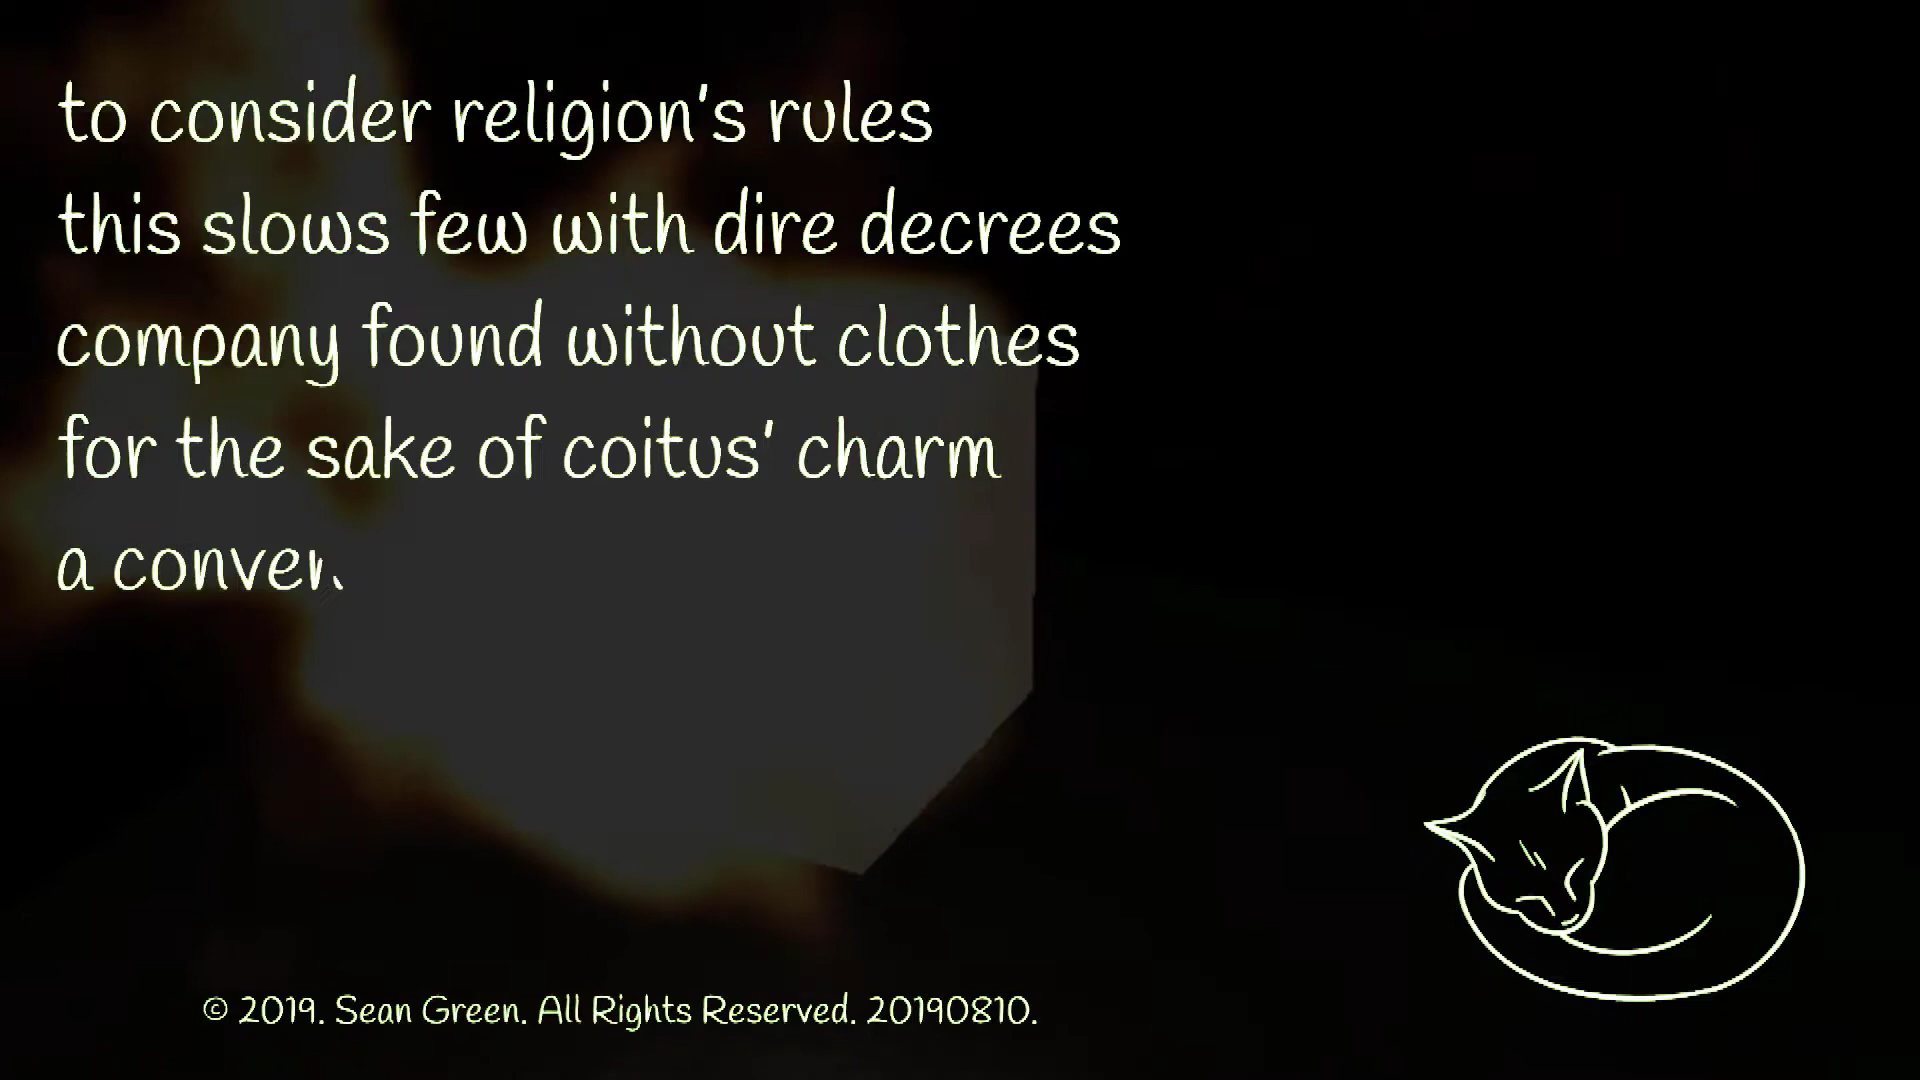 to consider religion's rules
this slows few with dire decrees
company found without clothes
for the sake of coitus' charm
a
© 2019. Sean Green. All Rights Reserved. 20190810.